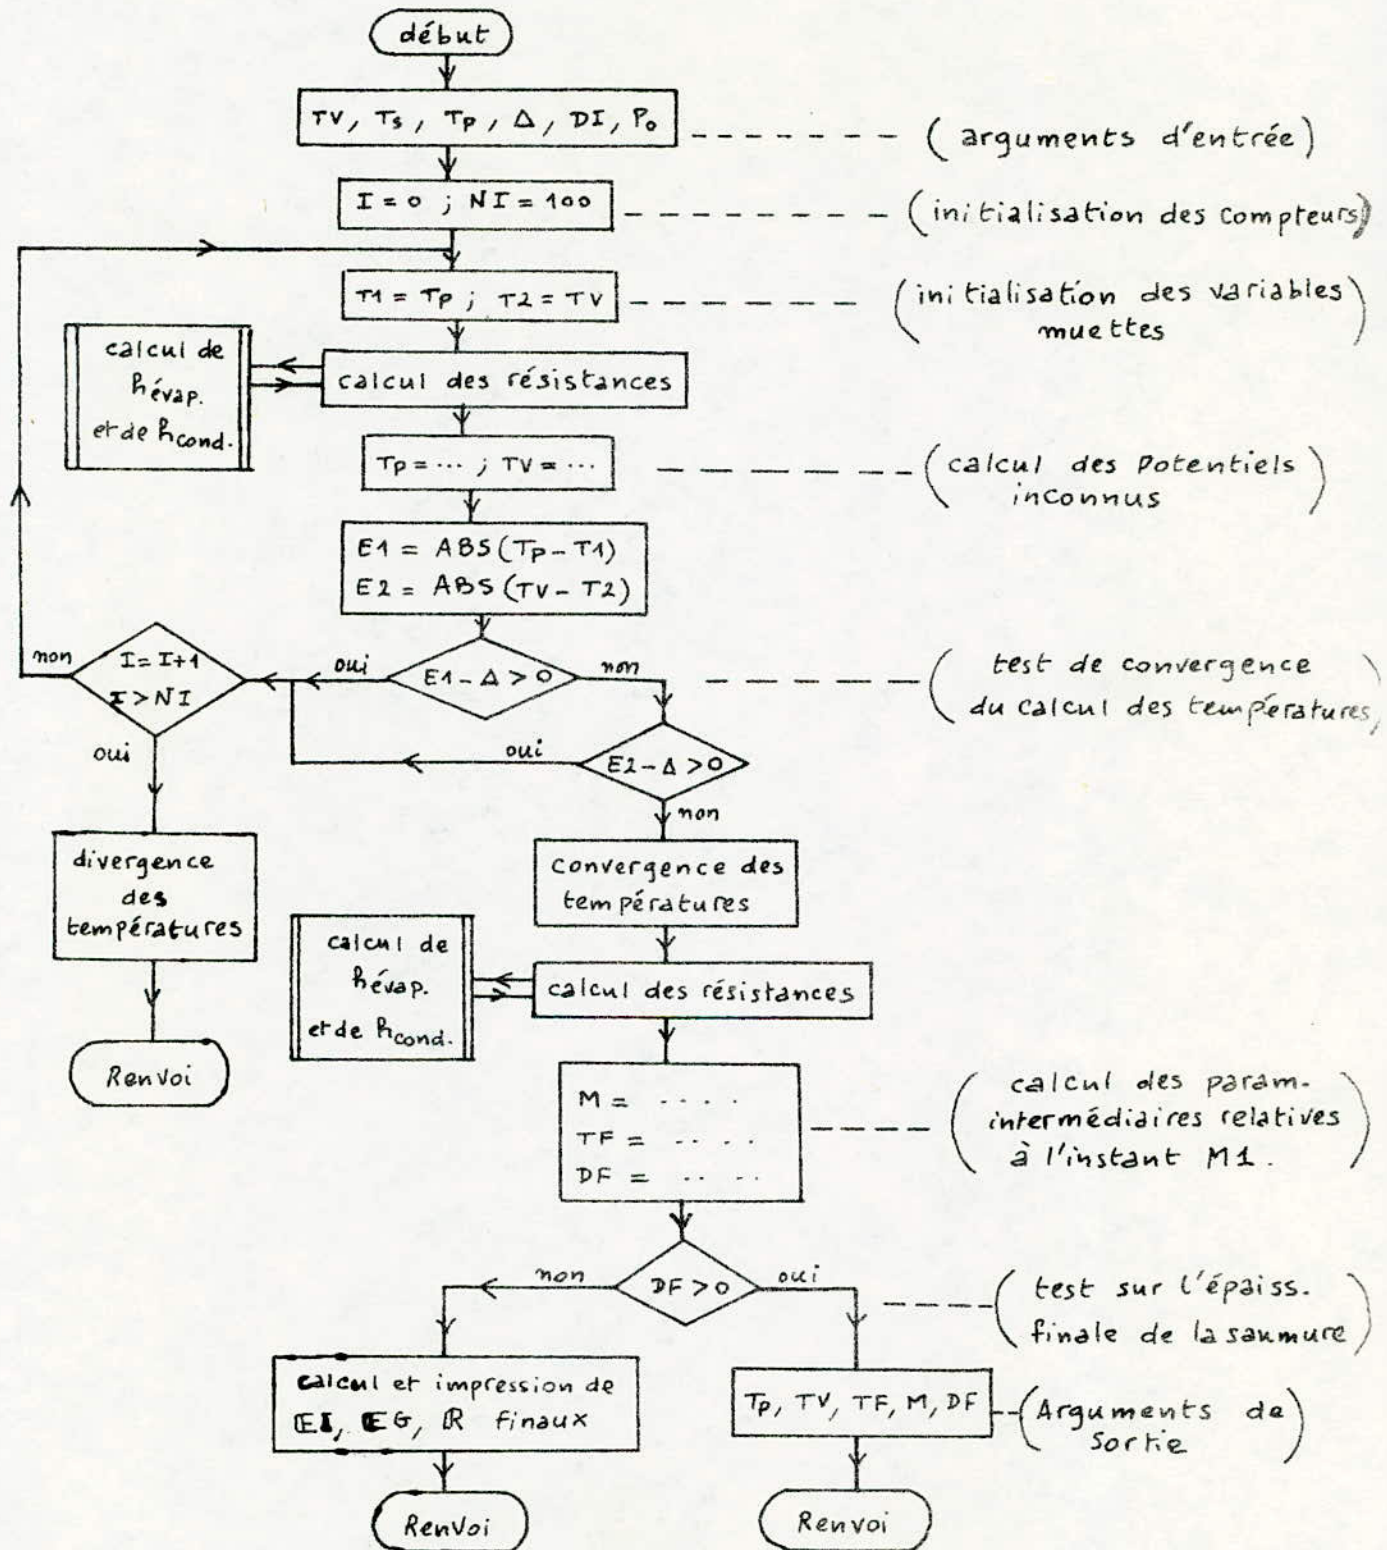 début
TV, Ts, Tp, Δ, DI, Po
(arguments d'entrée)
I = 0 ; NI = 100
(initialisation des compteurs)
T1 = Tp ; T2 = TV
(initialisation des variables
muettes)
calcul de
hévap.
et de hcond.
calcul des résistances
Tp = ... ; TV = ...
(calcul des Potentiels
inconnus)
E1 = ABS(Tp - T1)
E2 = ABS(TV - T2)
non
I = I+1
I > NI
oui
E1 - Δ > 0
non
(test de convergence
du calcul des températures)
oui
oui
E2 - Δ > 0
non
divergence
des
températures
Convergence des
températures
calcul de
hévap.
et de hcond.
calcul des résistances
Renvoi
M = ....
TF = ....
DF = ....
(calcul des param-
intermédiaires relatives
à l'instant M1.)
non
DF > 0
oui
(test sur l'épaiss.
finale de la saumure)
calcul et impression de
EI, EG, R finaux
Tp, TV, TF, M, DF
(Arguments de
Sortie)
Renvoi
Renvoi